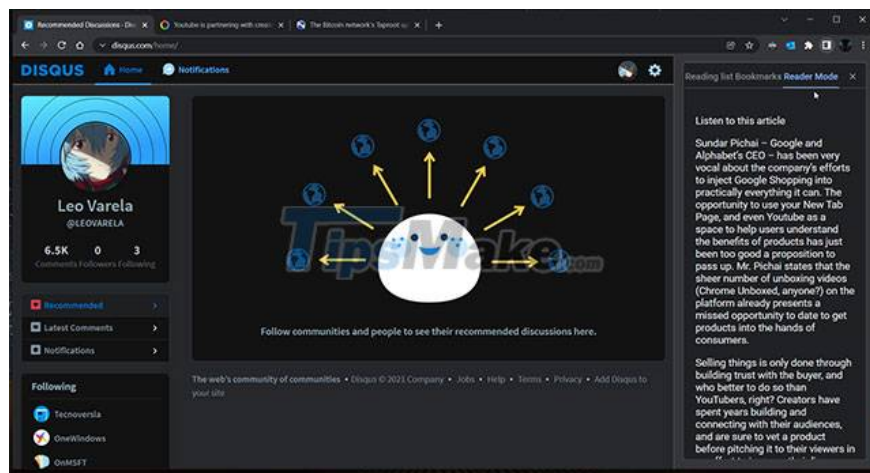 Recommended Discussions - Dis
Youtube is partnering with creat
The Bitcoin network's Taproot u
disqus.com/home/
DISQUS
Home
Notifications
Reading list Bookmarks Reader Mode
Leo Varela
@LEOVARELA
6.5K 0 3
Comments Followers Following
Recommended
Latest Comments
Notifications
Following
Tecnoversia
OneWindows
OnMSFT
TipsMake.com
Follow communities and people to see their recommended discussions here.
The web's community of communities • Disqus © 2021 Company • Jobs • Help • Terms • Privacy • Add Disqus to
your site
Listen to this article
Sundar Pichai – Google and
Alphabet's CEO – has been very
vocal about the company's efforts
to inject Google Shopping into
practically everything it can. The
opportunity to use your New Tab
Page, and even Youtube as a
space to help users understand
the benefits of products has just
been too good a proposition to
pass up. Mr. Pichai states that the
sheer number of unboxing videos
(Chrome Unboxed, anyone?) on the
platform already presents a
missed opportunity to date to get
products into the hands of
consumers.
Selling things is only done through
building trust with the buyer, and
who better to do so than
YouTubers, right? Creators have
spent years building and
connecting with their audiences,
and are sure to vet a product
before pitching it to their viewers in